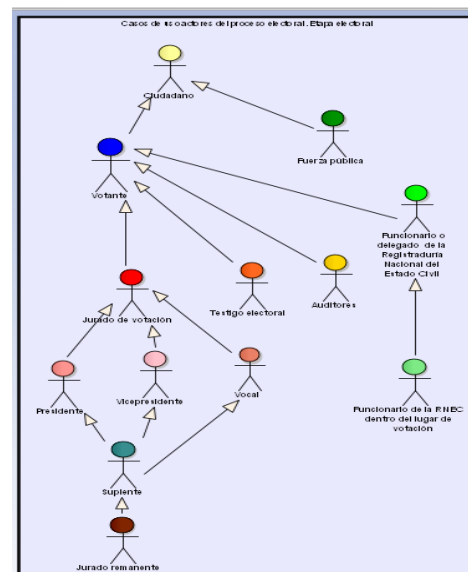 Casos de uso actores del proceso electoral. Etapa electoral
Ciudadano
Fuerza pública
Votante
Funcionario o
delegado de la
Registraduría
Nacional del
Estado Civil
Testigo electoral
Auditores
Jurado de votación
Presidente
Vicepresidente
Vocal
Funcionario de la RNEC
dentro del lugar de
votación
Suplente
Jurado remanente